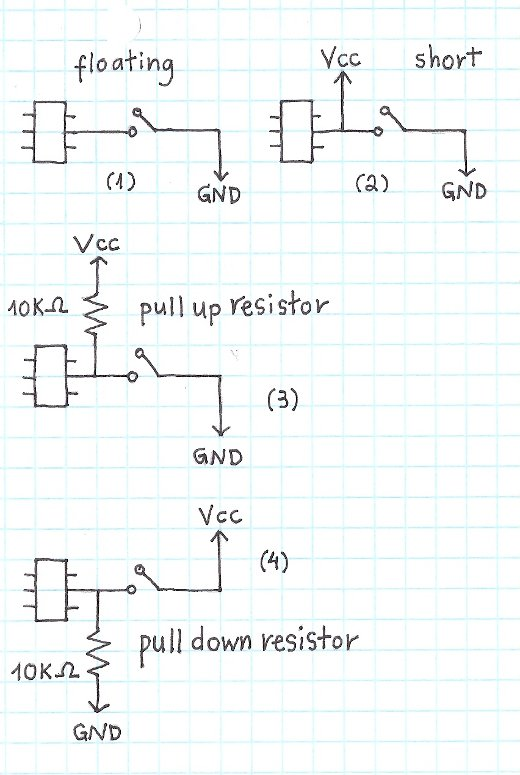 floating
(1)
GND
Vcc
short
(2)
GND
Vcc
10KΩ
pull up resistor
(3)
GND
Vcc
(4)
pull down resistor
10KΩ
GND